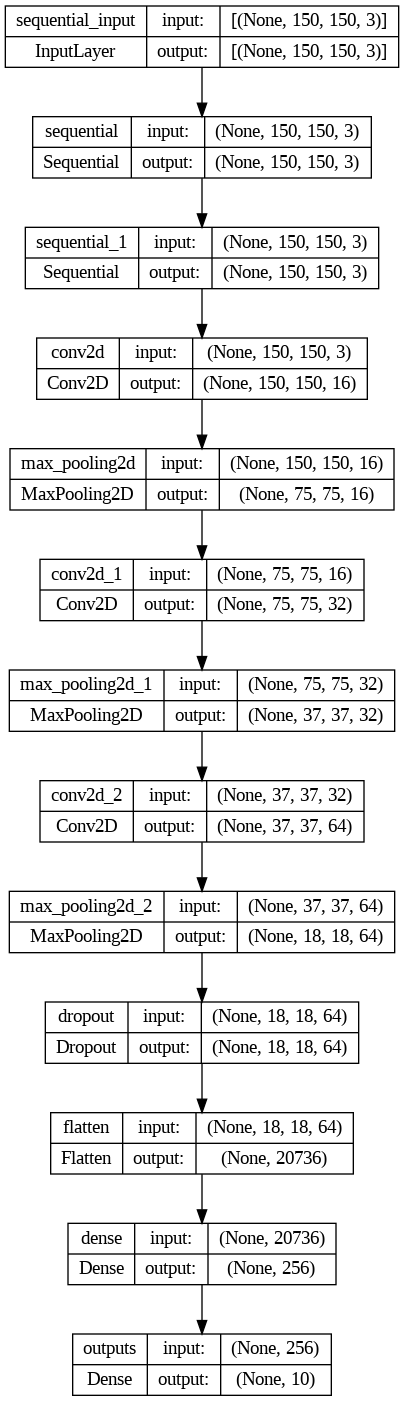 sequential_input input: [(None, 150, 150, 3)]
InputLayer output: [(None, 150, 150, 3)]
sequential input: (None, 150, 150, 3)
Sequential output: (None, 150, 150, 3)
sequential_1 input: (None, 150, 150, 3)
Sequential output: (None, 150, 150, 3)
conv2d input: (None, 150, 150, 3)
Conv2D output: (None, 150, 150, 16)
max_pooling2d input: (None, 150, 150, 16)
MaxPooling2D output: (None, 75, 75, 16)
conv2d_1 input: (None, 75, 75, 16)
Conv2D output: (None, 75, 75, 32)
max_pooling2d_1 input: (None, 75, 75, 32)
MaxPooling2D output: (None, 37, 37, 32)
conv2d_2 input: (None, 37, 37, 32)
Conv2D output: (None, 37, 37, 64)
max_pooling2d_2 input: (None, 37, 37, 64)
MaxPooling2D output: (None, 18, 18, 64)
dropout input: (None, 18, 18, 64)
Dropout output: (None, 18, 18, 64)
flatten input: (None, 18, 18, 64)
Flatten output: (None, 20736)
dense input: (None, 20736)
Dense output: (None, 256)
outputs input: (None, 256)
Dense output: (None, 10)